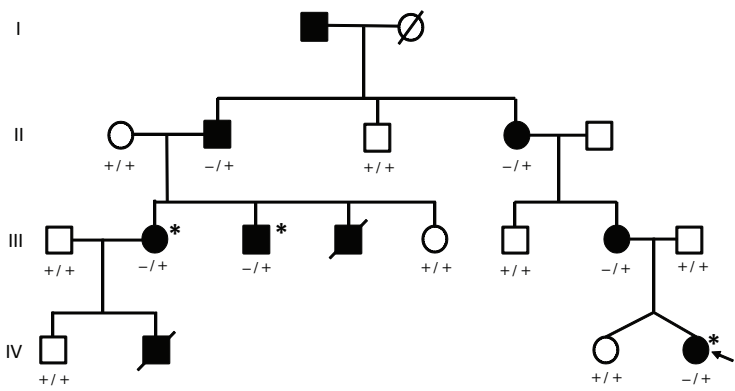 I
II
+/+ −/+ +/+ −/+
III * *
+/+ −/+ −/+ +/+ +/+ −/+ +/+
IV *
+/+ +/+ −/+